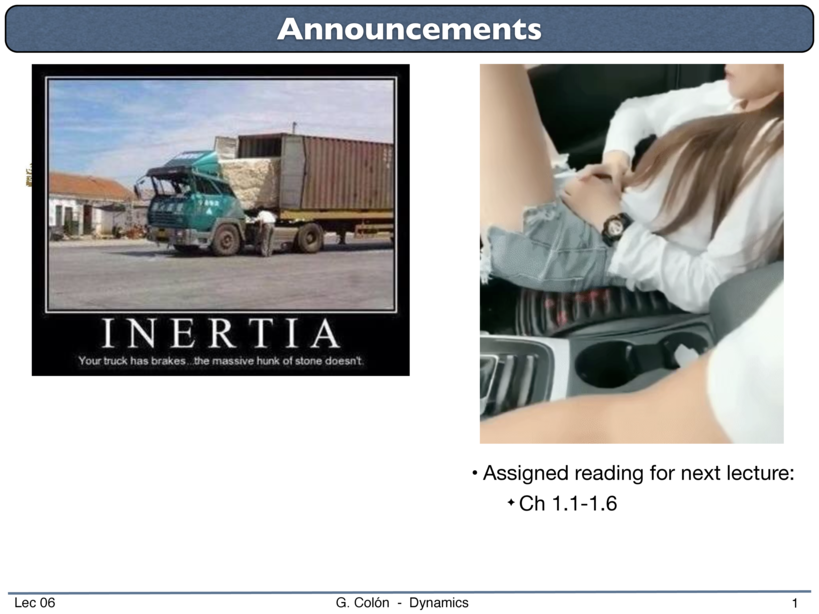 Announcements
INERTIA
Your truck has brakes...the massive hunk of stone doesn't.
• Assigned reading for next lecture:
✦ Ch 1.1-1.6
Lec 06
G. Colón - Dynamics
1